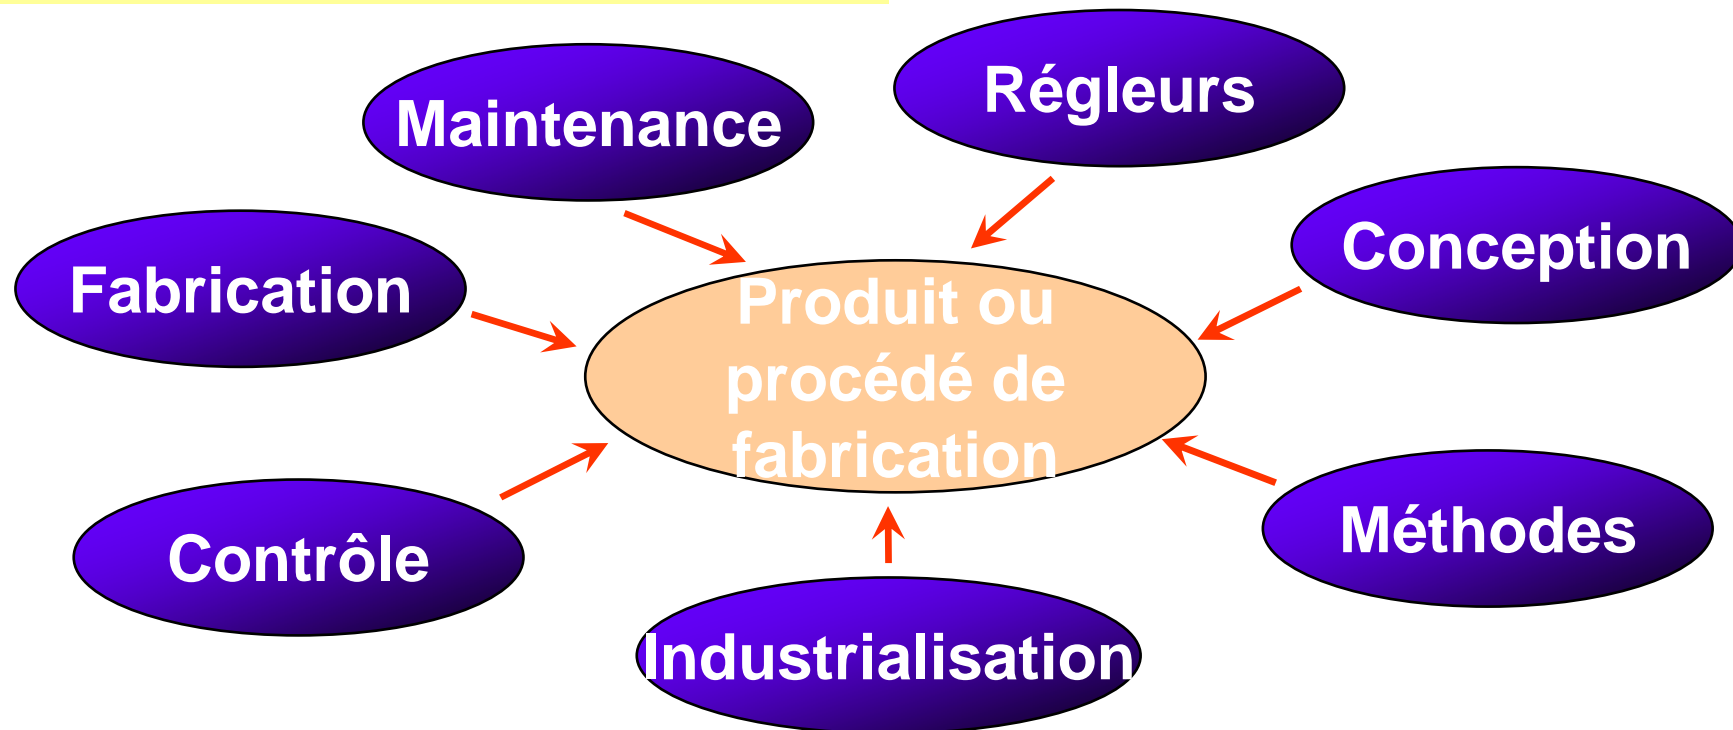 Régleurs
Maintenance
Conception
Fabrication
Produit ou
procédé de
fabrication
Méthodes
Contrôle
Industrialisation